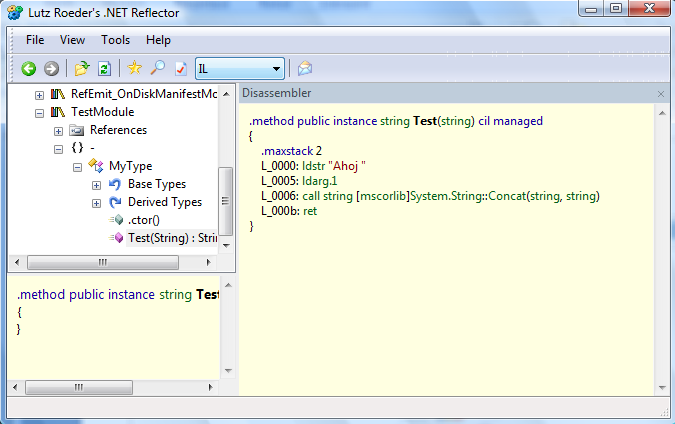 Lutz Roeder's .NET Reflector
File View Tools Help
IL
RefEmit_OnDiskManifestMc
TestModule
References
{ } -
MyType
Base Types
Derived Types
.ctor()
Test(String) : Stri
.method public instance string Test
{
}
Disassembler
.method public instance string Test(string) cil managed
{
.maxstack 2
L_0000: ldstr "Ahoj "
L_0005: ldarg.1
L_0006: call string [mscorlib]System.String::Concat(string, string)
L_000b: ret
}